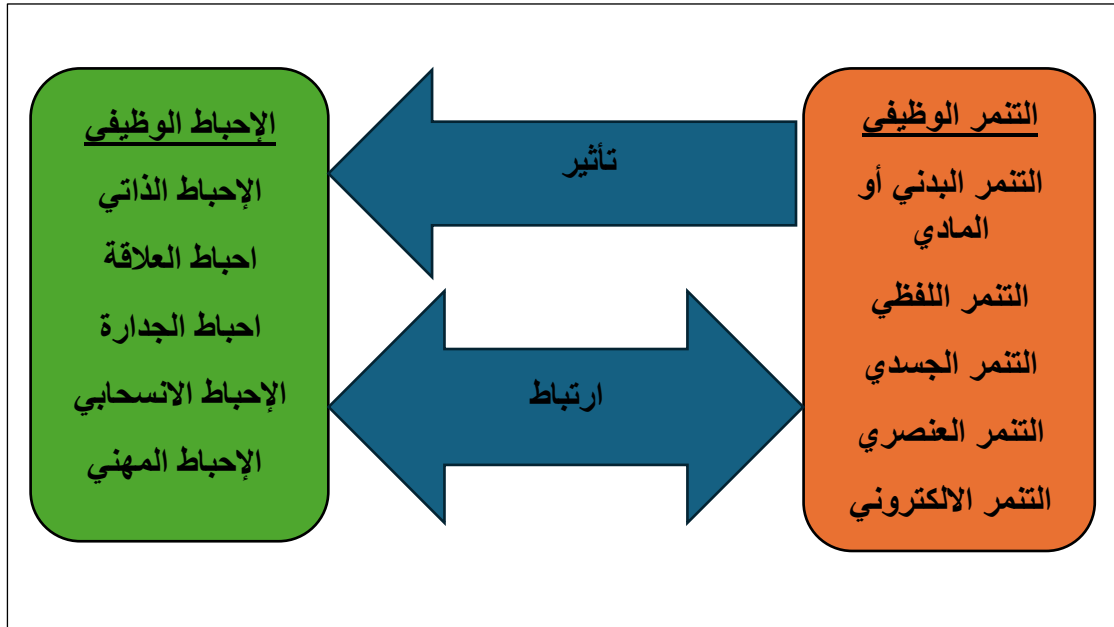 التنمر الوظيفي
التنمر البدني أو
المادي
التنمر اللفظي
التنمر الجسدي
التنمر العنصري
التنمر الالكتروني
تأثير
ارتباط
الإحباط الوظيفي
الإحباط الذاتي
احباط العلاقة
احباط الجدارة
الإحباط الانسحابي
الإحباط المهني